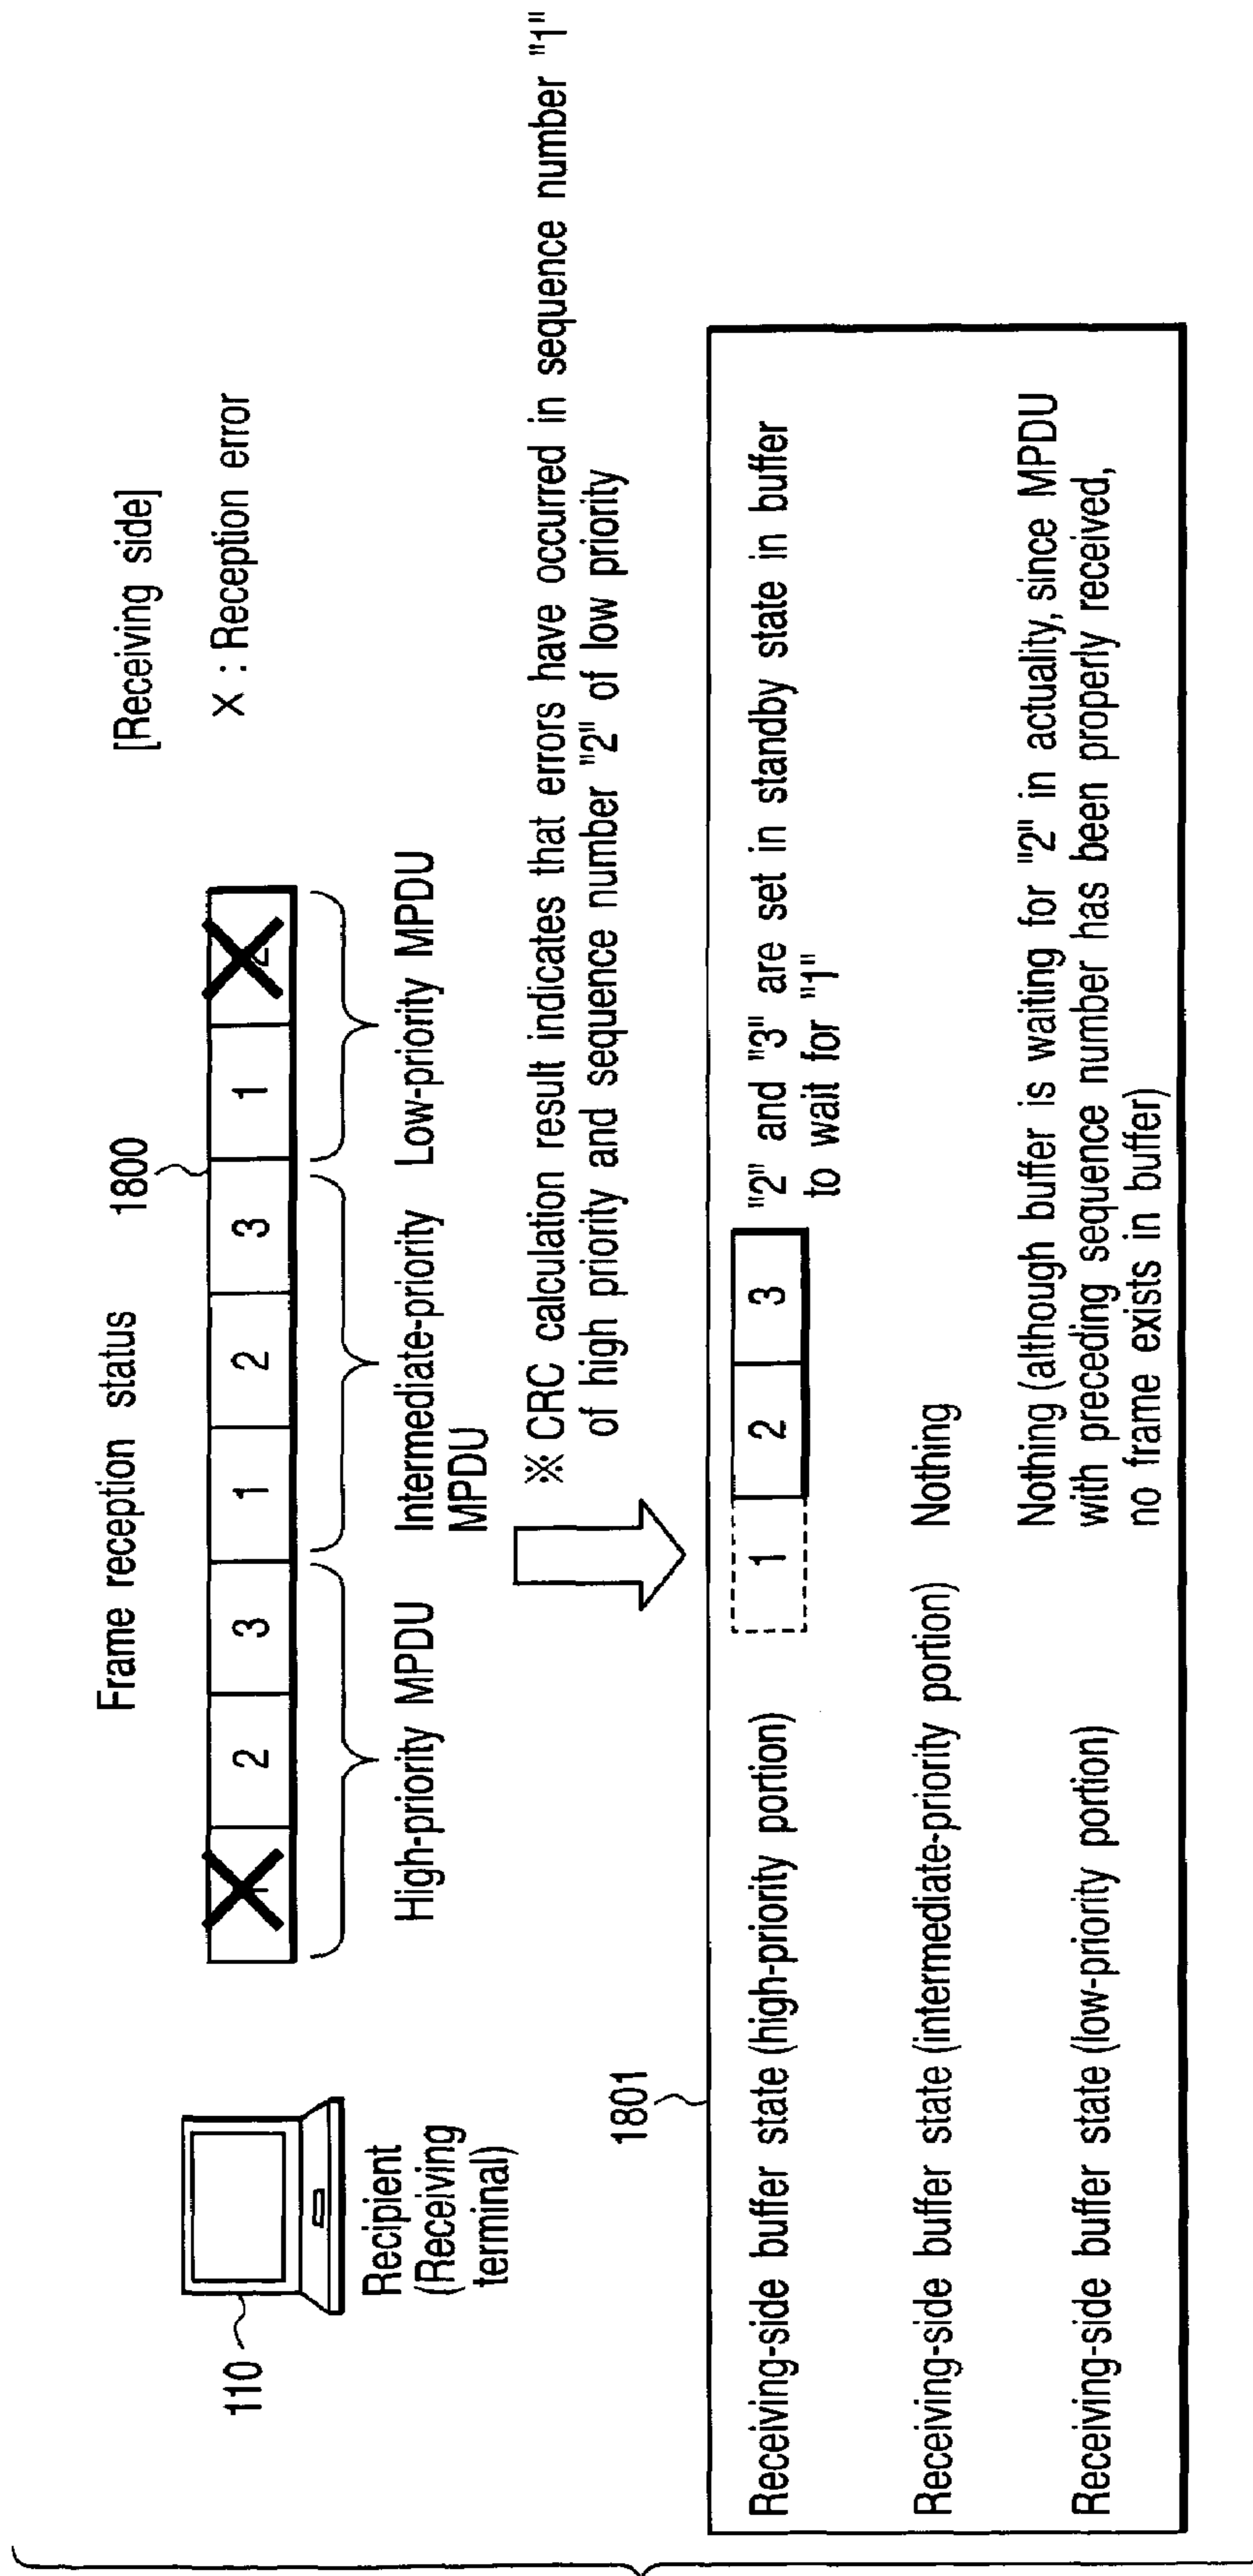 [Receiving side]
Frame reception status
X : Reception error
1800
2 3 1 2 3 1
High-priority MPDU
Intermediate-priority
MPDU
Low-priority MPDU
110
Recipient
(Receiving
terminal)
※ CRC calculation result indicates that errors have occurred in sequence number "1"
of high priority and sequence number "2" of low priority
1801
Receiving-side buffer state (high-priority portion)
1 2 3
"2" and "3" are set in standby state in buffer
to wait for "1"
Receiving-side buffer state (intermediate-priority portion)
Nothing
Receiving-side buffer state (low-priority portion)
Nothing (although buffer is waiting for "2" in actuality, since MPDU
with preceding sequence number has been properly received,
no frame exists in buffer)